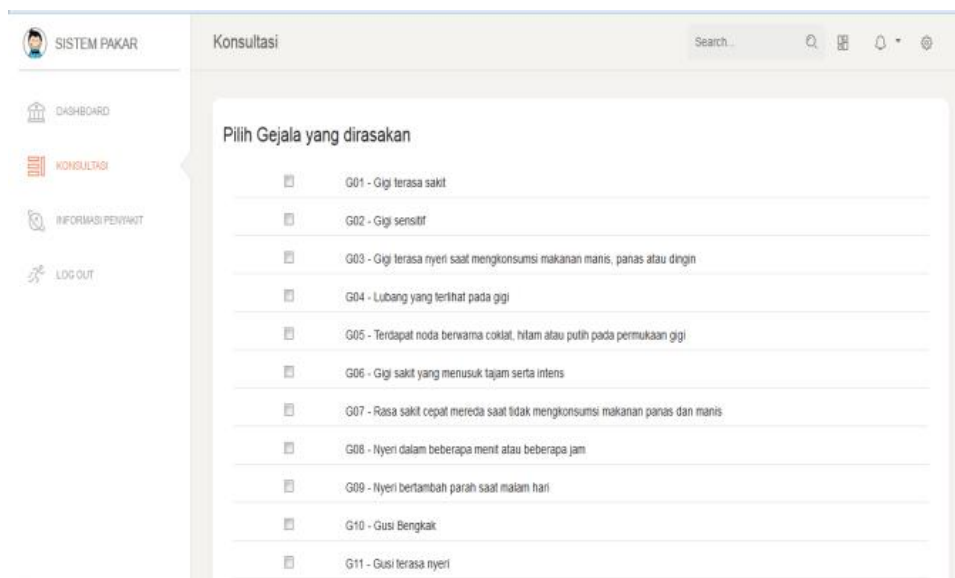 SISTEM PAKAR
Konsultasi
Search...
DASHBOARD
KONSULTASI
INFORMASI PENYAKIT
LOG OUT
Pilih Gejala yang dirasakan
G01 - Gigi terasa sakit
G02 - Gigi sensitif
G03 - Gigi terasa nyeri saat mengkonsumsi makanan manis, panas atau dingin
G04 - Lubang yang terlihat pada gigi
G05 - Terdapat noda berwarna coklat, hitam atau putih pada permukaan gigi
G06 - Gigi sakit yang menusuk tajam serta intens
G07 - Rasa sakit cepat mereda saat tidak mengkonsumsi makanan panas dan manis
G08 - Nyeri dalam beberapa menit atau beberapa jam
G09 - Nyeri bertambah parah saat malam hari
G10 - Gusi Bengkak
G11 - Gusi terasa nyeri